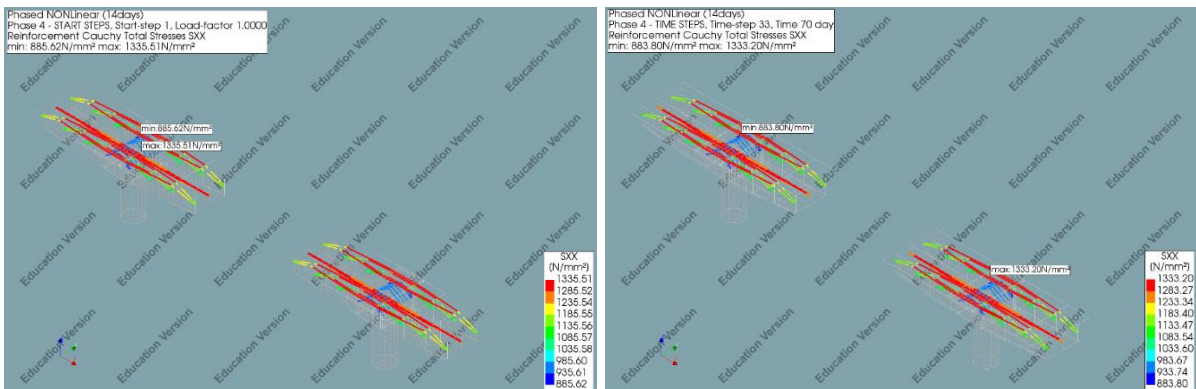 Phased NONLinear (14days)
Phase 4 - START STEPS, Start-step 1, Load-factor 1.0000
Reinforcement Cauchy Total Stresses SXX
min: 885.62N/mm² max: 1335.51N/mm²
Education Version
min:885.62N/mm²
max:1335.51N/mm²
SXX
(N/mm²)
1335.51
1285.52
1235.54
1185.55
1135.56
1085.57
1035.58
985.60
935.61
885.62
Phased NONLinear (14days)
Phase 4 - TIME STEPS, Time-step 33, Time 70 day
Reinforcement Cauchy Total Stresses SXX
min: 883.80N/mm² max: 1333.20N/mm²
Education Version
min:883.80N/mm²
max:1333.20N/mm²
SXX
(N/mm²)
1333.20
1283.27
1233.34
1183.40
1133.47
1083.54
1033.60
983.67
933.74
883.80